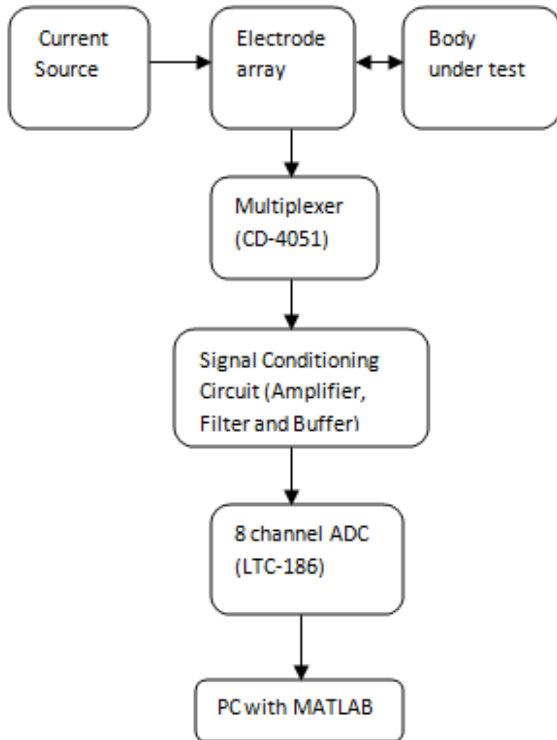 Current
Source
Electrode
array
Body
under test
Multiplexer
(CD-4051)
Signal Conditioning
Circuit (Amplifier,
Filter and Buffer)
8 channel ADC
(LTC-186)
PC with MATLAB